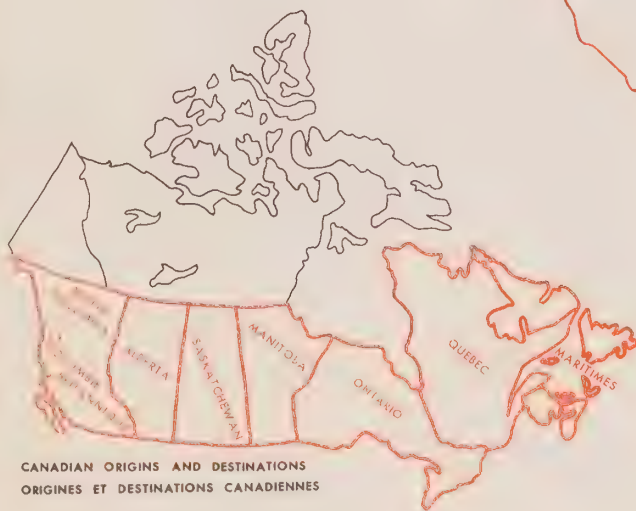 ALBERTA
SASKATCHEWAN
MANITOBA
ONTARIO
QUEBEC
MARITIMES
CANADIAN ORIGINS AND DESTINATIONS
ORIGINES ET DESTINATIONS CANADIENNES